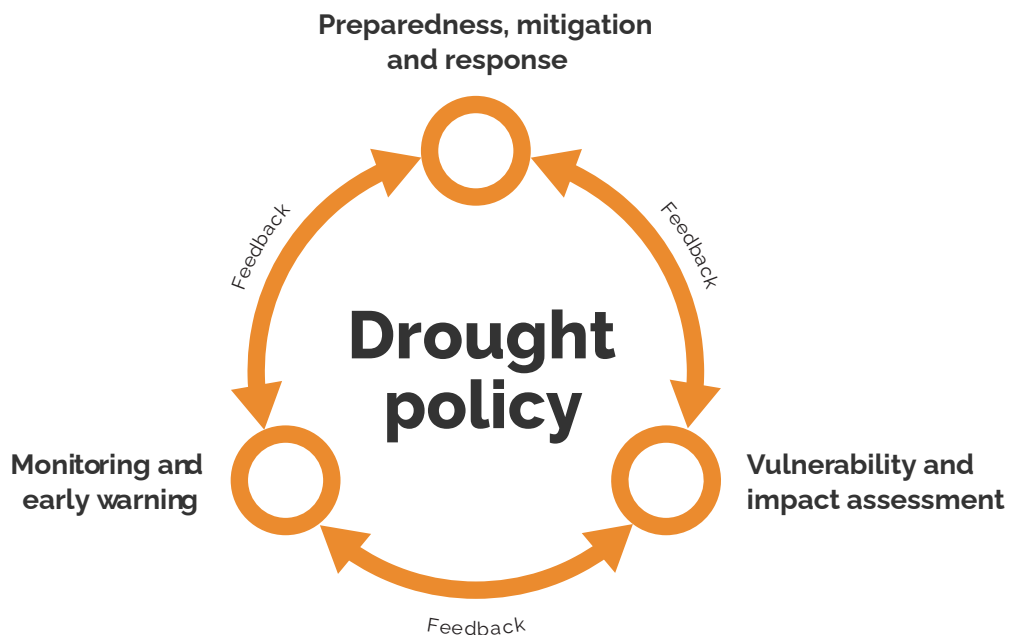 Preparedness, mitigation
and response
Feedback
Feedback
Drought
policy
Monitoring and
early warning
Vulnerability and
impact assessment
Feedback